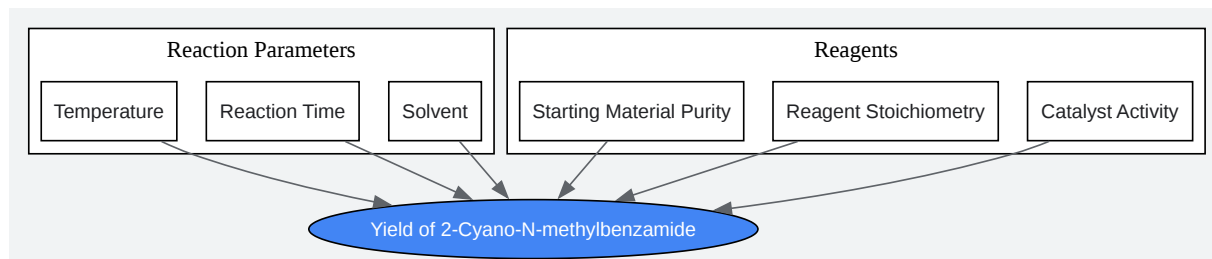 Reaction Parameters
Reagents
Temperature
Reaction Time
Solvent
Starting Material Purity
Reagent Stoichiometry
Catalyst Activity
Yield of 2-Cyano-N-methylbenzamide